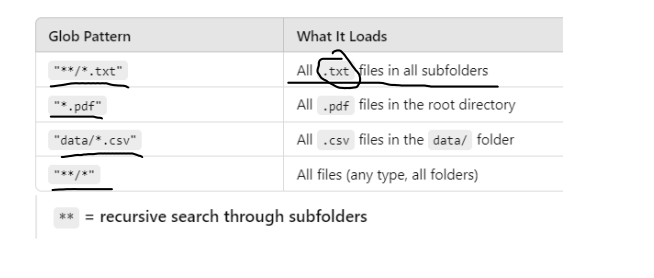 Glob Pattern What It Loads
"**/*.txt" All .txt files in all subfolders
"*.pdf" All .pdf files in the root directory
"data/*.csv" All .csv files in the data/ folder
"**/*" All files (any type, all folders)
** = recursive search through subfolders